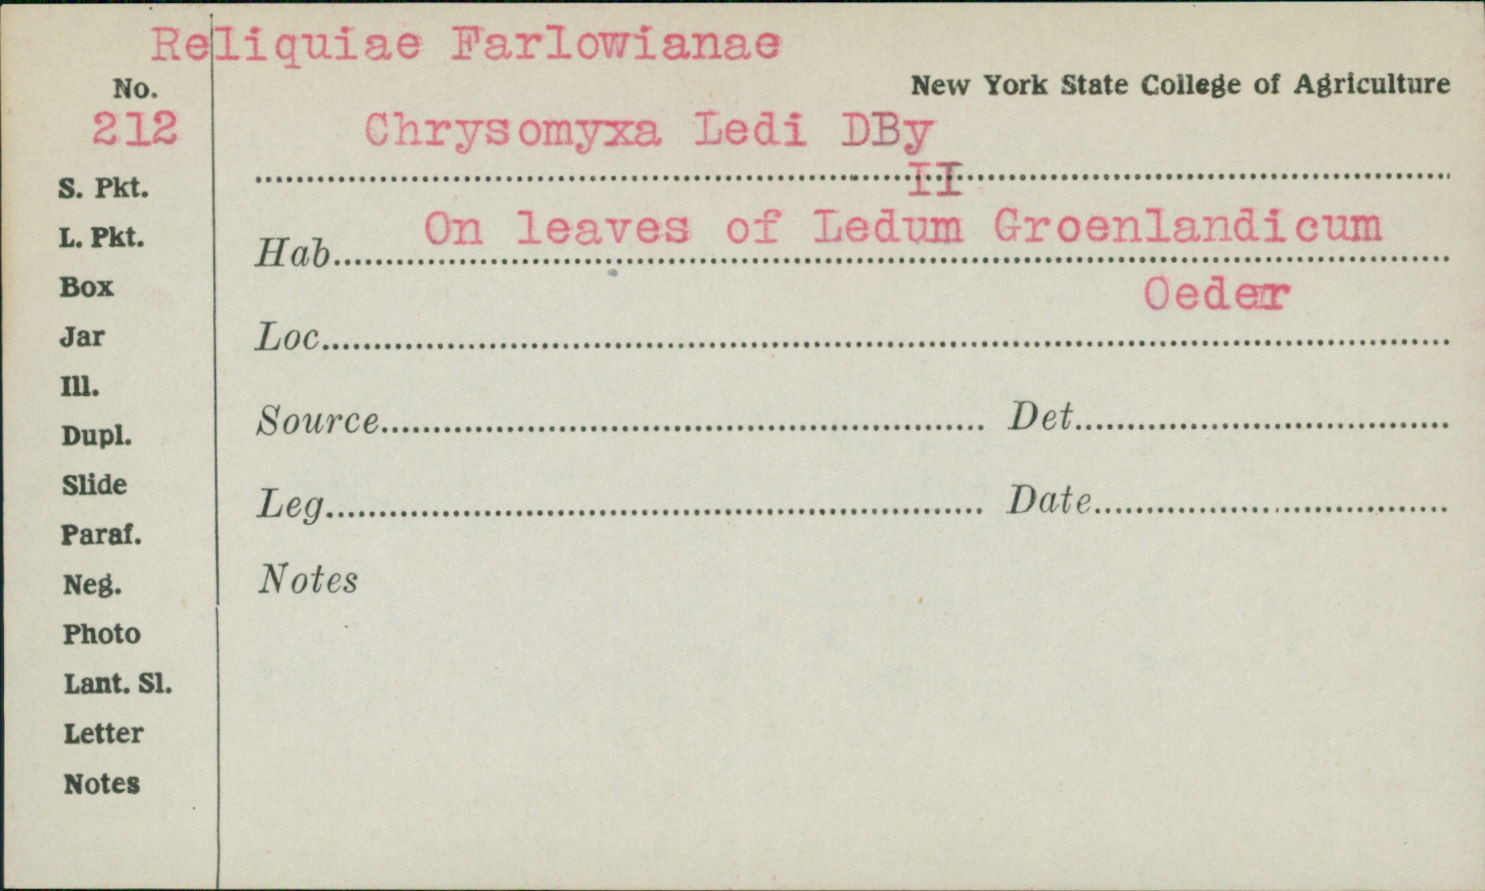 Reliquiae Farlowianae
No.
New York State College of Agriculture
212
Chrysomyxa Ledi DBy
II
S. Pkt.
L. Pkt.
Hab. On leaves of Ledum Groenlandicum
Oeder
Box
Jar
Loc.
Ill.
Dupl.
Source
Det.
Slide
Leg.
Date
Paraf.
Neg.
Notes
Photo
Lant. Sl.
Letter
Notes